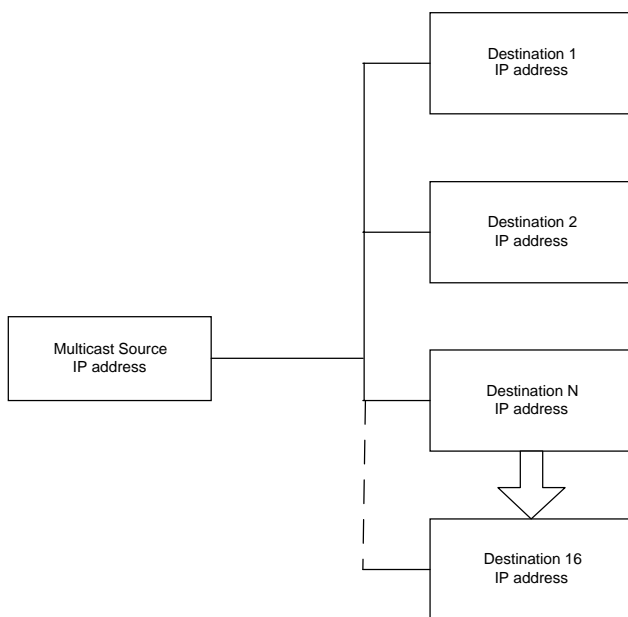 Destination 1
IP address
Destination 2
IP address
Multicast Source
IP address
Destination N
IP address
Destination 16
IP address